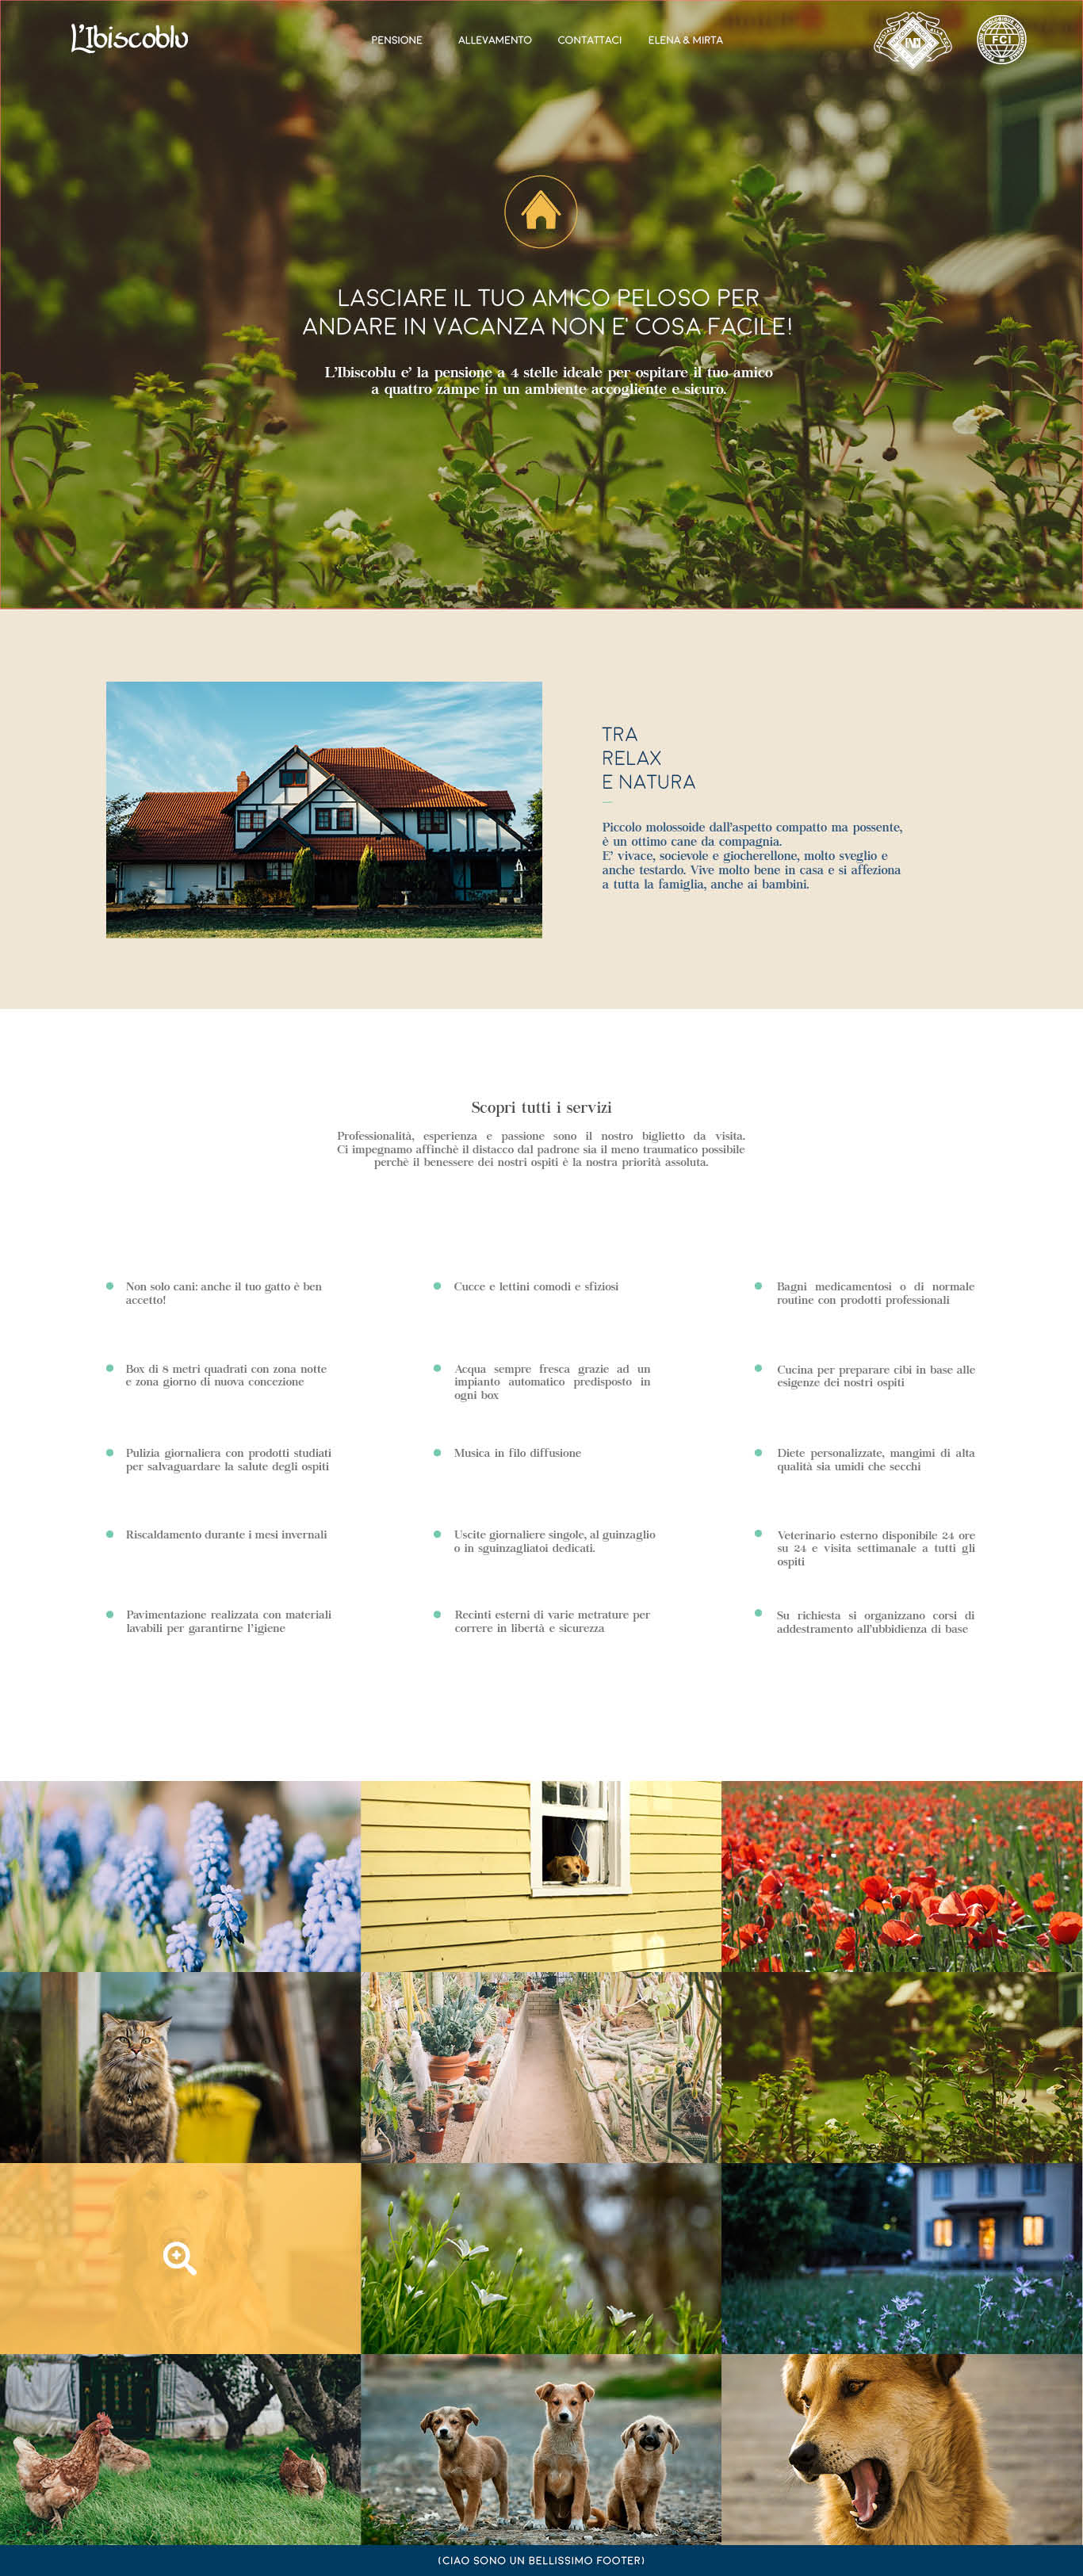 L'Ibiscoblu
PENSIONE ALLEVAMENTO CONTATTACI ELENA & MIRTA
FCI
LASCIARE IL TUO AMICO PELOSO PER
ANDARE IN VACANZA NON E' COSA FACILE!
L'Ibiscoblu e' la pensione a 4 stelle ideale per ospitare il tuo amico
a quattro zampe in un ambiente accogliente e sicuro.
TRA
RELAX
E NATURA
Piccolo molossoide dall'aspetto compatto ma possente,
è un ottimo cane da compagnia.
E' vivace, socievole e giocherellone, molto sveglio e
anche testardo. Vive molto bene in casa e si affeziona
a tutta la famiglia, anche ai bambini.
Scopri tutti i servizi
Professionalità, esperienza e passione sono il nostro biglietto da visita.
Ci impegnamo affinchè il distacco dal padrone sia il meno traumatico possibile
perchè il benessere dei nostri ospiti è la nostra priorità assoluta.
Non solo cani: anche il tuo gatto è ben
accetto!
Cucce e lettini comodi e sfiziosi
Bagni medicamentosi o di normale
routine con prodotti professionali
Box di 8 metri quadrati con zona notte
e zona giorno di nuova concezione
Acqua sempre fresca grazie ad un
impianto automatico predisposto in
ogni box
Cucina per preparare cibi in base alle
esigenze dei nostri ospiti
Pulizia giornaliera con prodotti studiati
per salvaguardare la salute degli ospiti
Musica in filo diffusione
Diete personalizzate, mangimi di alta
qualità sia umidi che secchi
Riscaldamento durante i mesi invernali
Uscite giornaliere singole, al guinzaglio
o in sguinzagliatoi dedicati.
Veterinario esterno disponibile 24 ore
su 24 e visita settimanale a tutti gli
ospiti
Pavimentazione realizzata con materiali
lavabili per garantirne l'igiene
Recinti esterni di varie metrature per
correre in libertà e sicurezza
Su richiesta si organizzano corsi di
addestramento all'ubbidienza di base
(CIAO SONO UN BELLISSIMO FOOTER)